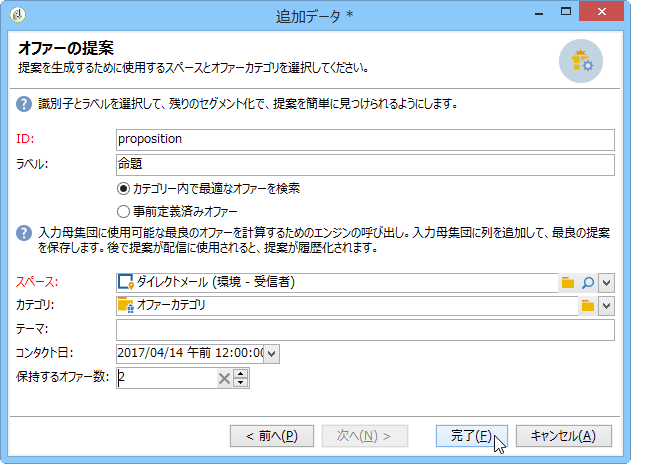 追加データ *
オファーの提案
提案を生成するために使用するスペースとオファーカテゴリを選択してください。
識別子とラベルを選択して、残りのセグメント化で、提案を簡単に見つけられるようにします。
ID: proposition
ラベル: 命題
カテゴリー内で最適なオファーを検索
事前定義済みオファー
入力母集団に使用可能な最良のオファーを計算するためのエンジンの呼び出し。入力母集団に列を追加して、最良の提案
を保存します。後で提案が配信に使用されると、提案が履歴化されます。
スペース: ダイレクトメール (環境 - 受信者)
カテゴリ: オファーカテゴリ
テーマ:
コンタクト日: 2017/04/14 午前 12:00:00
保持するオファー数: 2
< 前へ(P) 次へ(N) > 完了(F) キャンセル(A)